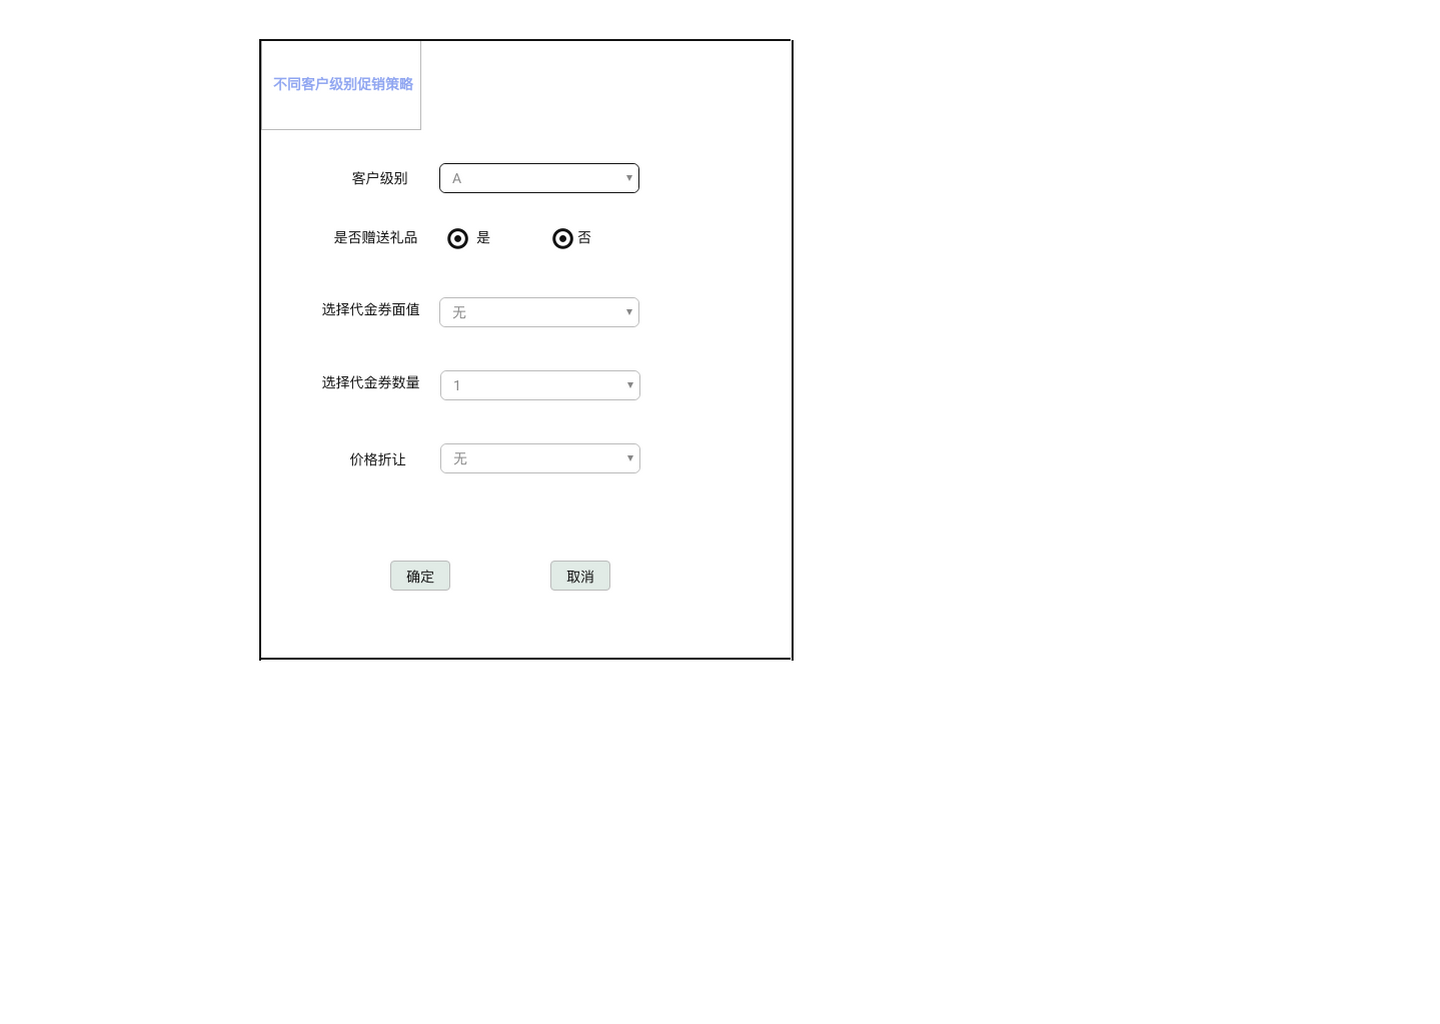 不同客户级别促销策略
客户级别 A
是否赠送礼品 是 否
选择代金券面值 无
选择代金券数量 1
价格折让 无
确定 取消